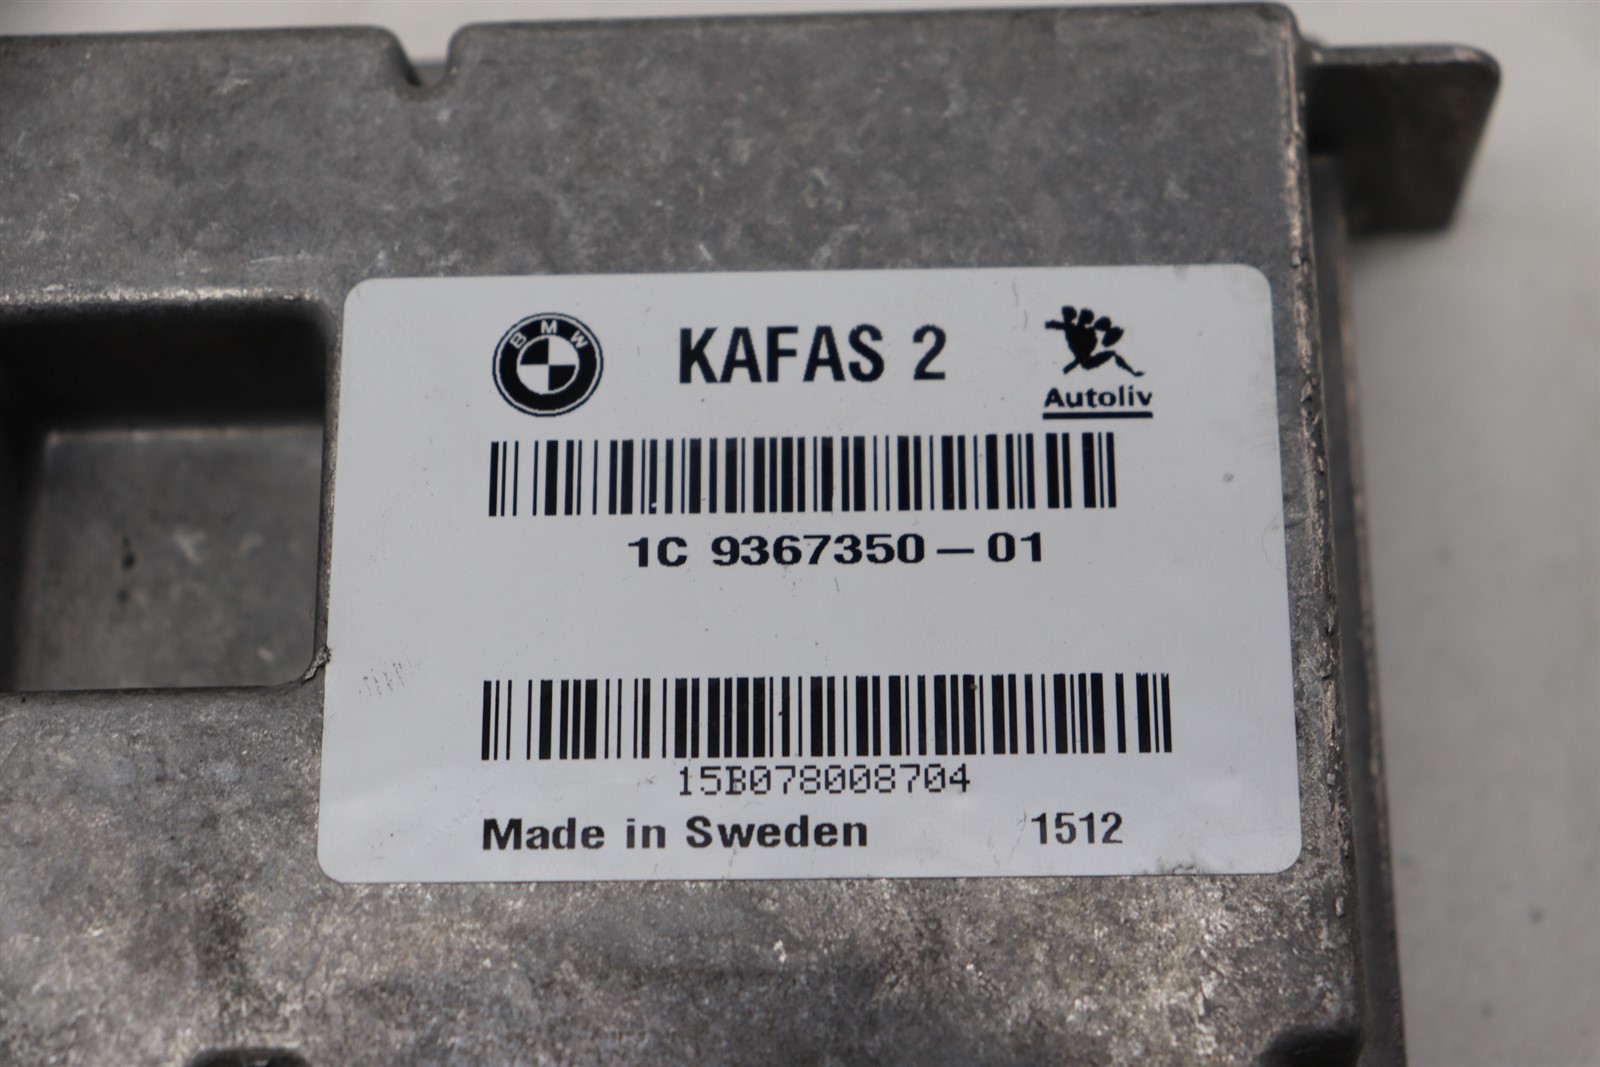 BMW KAFAS 2 Autoliv
1C 9367350-01
15B078008704
Made in Sweden 1512